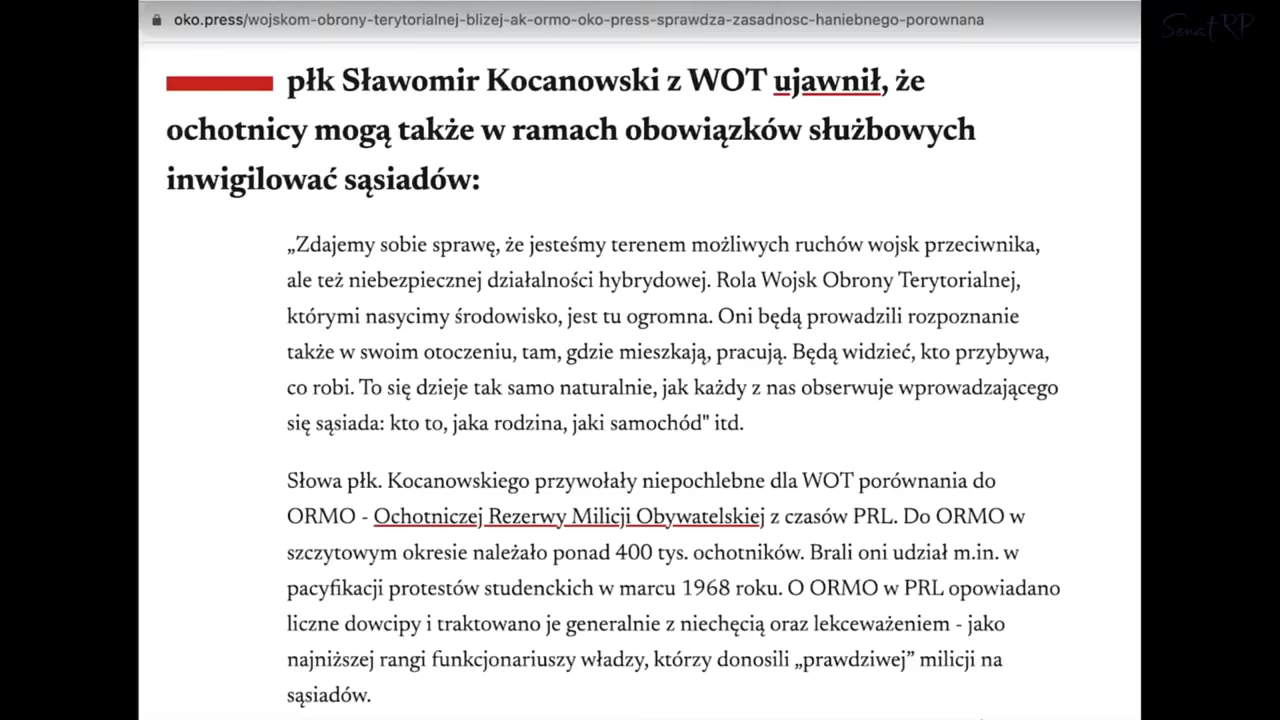 oko.press/wojskom-obrony-terytorialnej-blizej-ak-ormo-oko-press-sprawdza-zasadnosc-haniebnego-porownana
Senat RP
płk Sławomir Kocanowski z WOT ujawnił, że
ochotnicy mogą także w ramach obowiązków służbowych
inwigilować sąsiadów:
„Zdajemy sobie sprawę, że jesteśmy terenem możliwych ruchów wojsk przeciwnika,
ale też niebezpiecznej działalności hybrydowej. Rola Wojsk Obrony Terytorialnej,
którymi nasycimy środowisko, jest tu ogromna. Oni będą prowadzili rozpoznanie
także w swoim otoczeniu, tam, gdzie mieszkają, pracują. Będą widzieć, kto przybywa,
co robi. To się dzieje tak samo naturalnie, jak każdy z nas obserwuje wprowadzającego
się sąsiada: kto to, jaka rodzina, jaki samochód" itd.
Słowa płk. Kocanowskiego przywołały niepochlebne dla WOT porównania do
ORMO - Ochotniczej Rezerwy Milicji Obywatelskiej z czasów PRL. Do ORMO w
szczytowym okresie należało ponad 400 tys. ochotników. Brali oni udział m.in. w
pacyfikacji protestów studenckich w marcu 1968 roku. O ORMO w PRL opowiadano
liczne dowcipy i traktowano je generalnie z niechęcią oraz lekceważeniem - jako
najniższej rangi funkcjonariuszy władzy, którzy donosili „prawdziwej” milicji na
sąsiadów.